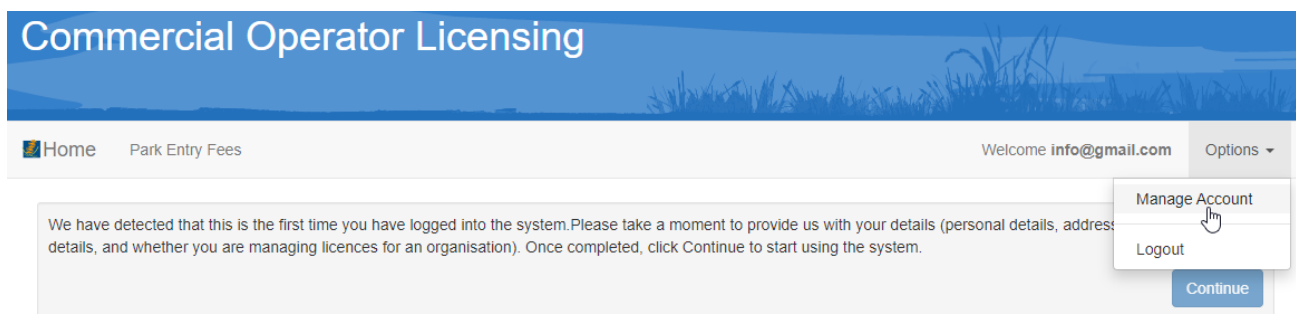 Commercial Operator Licensing
Home Park Entry Fees Welcome info@gmail.com Options
Manage Account
We have detected that this is the first time you have logged into the system.Please take a moment to provide us with your details (personal details, address
details, and whether you are managing licences for an organisation). Once completed, click Continue to start using the system.
Logout
Continue